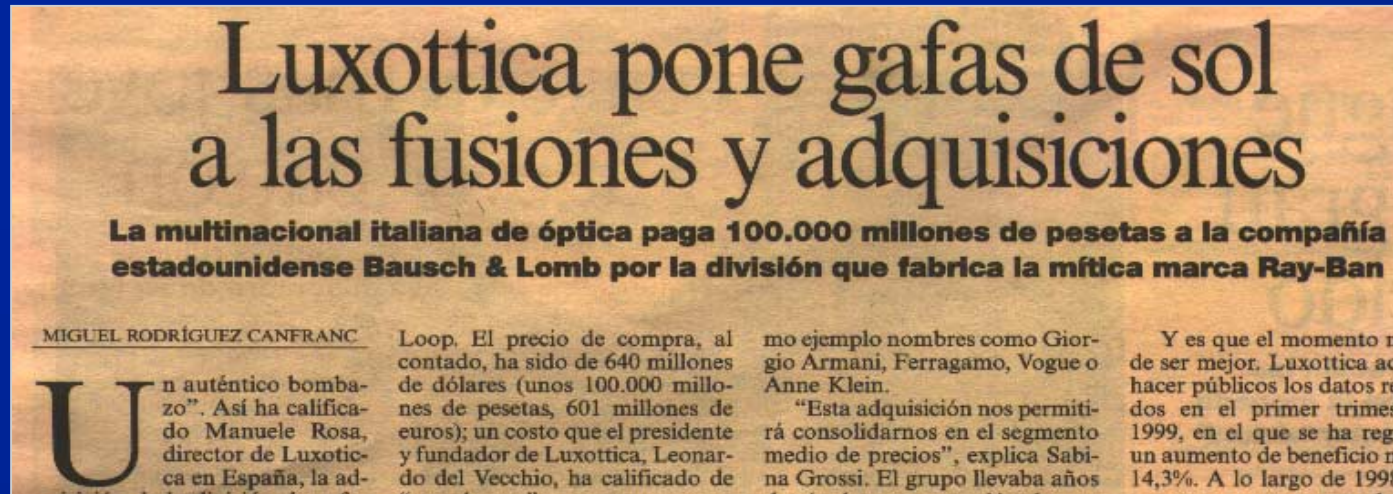 Luxottica pone gafas de sol
a las fusiones y adquisiciones
La multinacional italiana de óptica paga 100.000 millones de pesetas a la compañía
estadounidense Bausch & Lomb por la división que fabrica la mítica marca Ray-Ban
MIGUEL RODRÍGUEZ CANFRANC
Un auténtico bomba-
zo”. Así ha califica-
do Manuele Rosa,
director de Luxotic-
ca en España, la ad-
Loop. El precio de compra, al
contado, ha sido de 640 millones
de dólares (unos 100.000 millo-
nes de pesetas, 601 millones de
euros); un costo que el presidente
y fundador de Luxottica, Leonar-
do del Vecchio, ha calificado de
mo ejemplo nombres como Gior-
gio Armani, Ferragamo, Vogue o
Anne Klein.
“Esta adquisición nos permiti-
rá consolidarnos en el segmento
medio de precios”, explica Sabi-
na Grossi. El grupo llevaba años
Y es que el momento
de ser mejor. Luxottica
hacer públicos los datos
dos en el primer
1999, en el que se ha
un aumento de beneficio
14,3%. A lo largo de